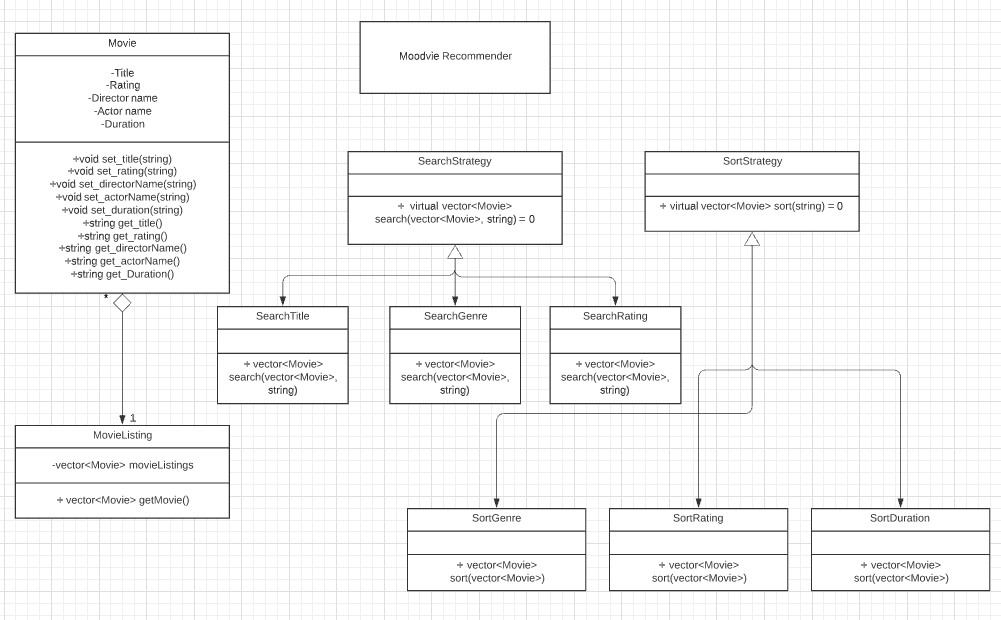 Movie
-Title
-Rating
-Director name
-Actor name
-Duration
+void set_title(string)
+void set_rating(string)
+void set_directorName(string)
+void set_actorName(string)
+void set_duration(string)
+string get_title()
+string get_rating()
+string get_directorName()
+string get_actorName()
+string get_Duration()
*
1
MovieListing
-vector<Movie> movieListings
+ vector<Movie> getMovie()
Moodvie Recommender
SearchStrategy
+ virtual vector<Movie>
search(vector<Movie>, string) = 0
SortStrategy
+ virtual vector<Movie> sort(string) = 0
SearchTitle
+ vector<Movie>
search(vector<Movie>,
string)
SearchGenre
+ vector<Movie>
search(vector<Movie>,
string)
SearchRating
+ vector<Movie>
search(vector<Movie>,
string)
SortGenre
+ vector<Movie>
sort(vector<Movie>)
SortRating
+ vector<Movie>
sort(vector<Movie>)
SortDuration
+ vector<Movie>
sort(vector<Movie>)